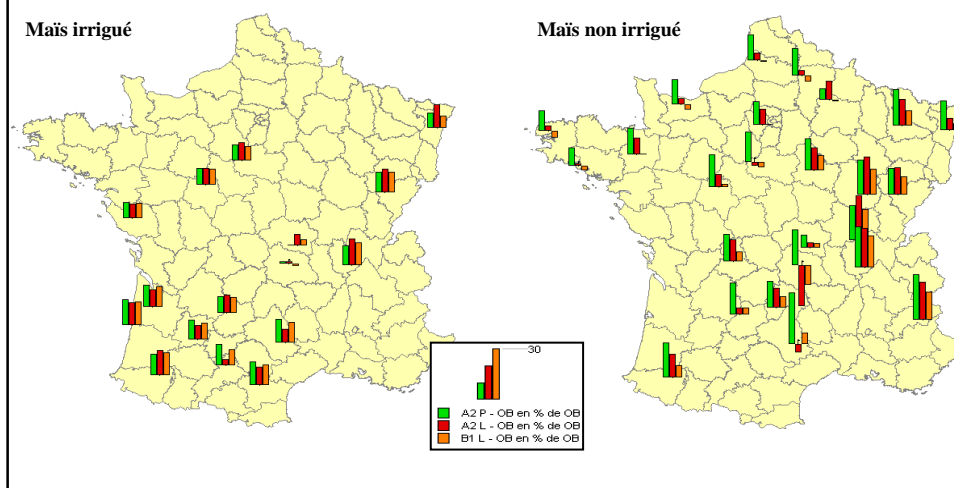 Maïs irrigué
Maïs non irrigué
30
A2 P - OB en % de OB
A2 L - OB en % de OB
B1 L - OB en % de OB